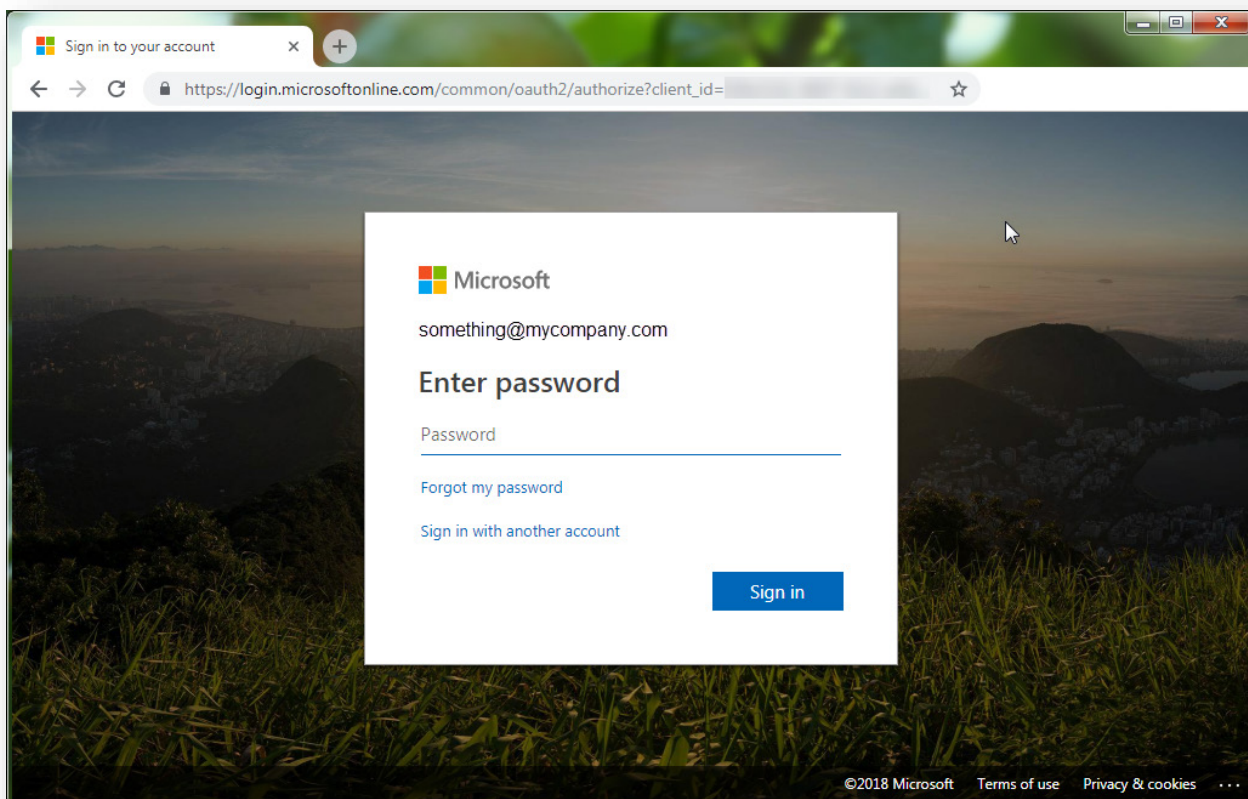 Sign in to your account
https://login.microsoftonline.com/common/oauth2/authorize?client_id=
Microsoft
something@mycompany.com
Enter password
Password
Forgot my password
Sign in with another account
Sign in
©2018 Microsoft Terms of use Privacy & cookies ...